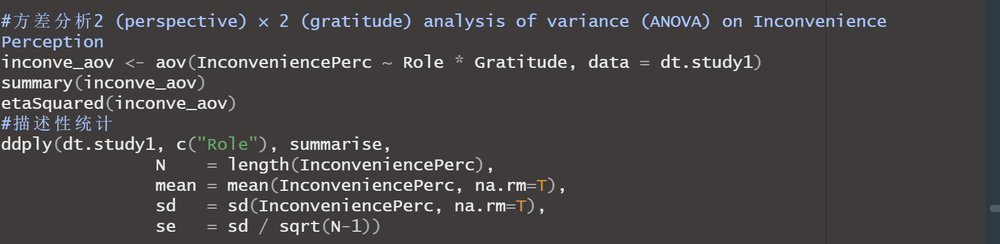 #方差分析2 (perspective) × 2 (gratitude) analysis of variance (ANOVA) on Inconvenience
Perception
inconve_aov <- aov(InconveniencePerc ~ Role * Gratitude, data = dt.study1)
summary(inconve_aov)
etaSquared(inconve_aov)
#描述性统计
ddply(dt.study1, c("Role"), summarise,
               N    = length(InconveniencePerc),
               mean = mean(InconveniencePerc, na.rm=T),
               sd   = sd(InconveniencePerc, na.rm=T),
               se   = sd / sqrt(N-1))